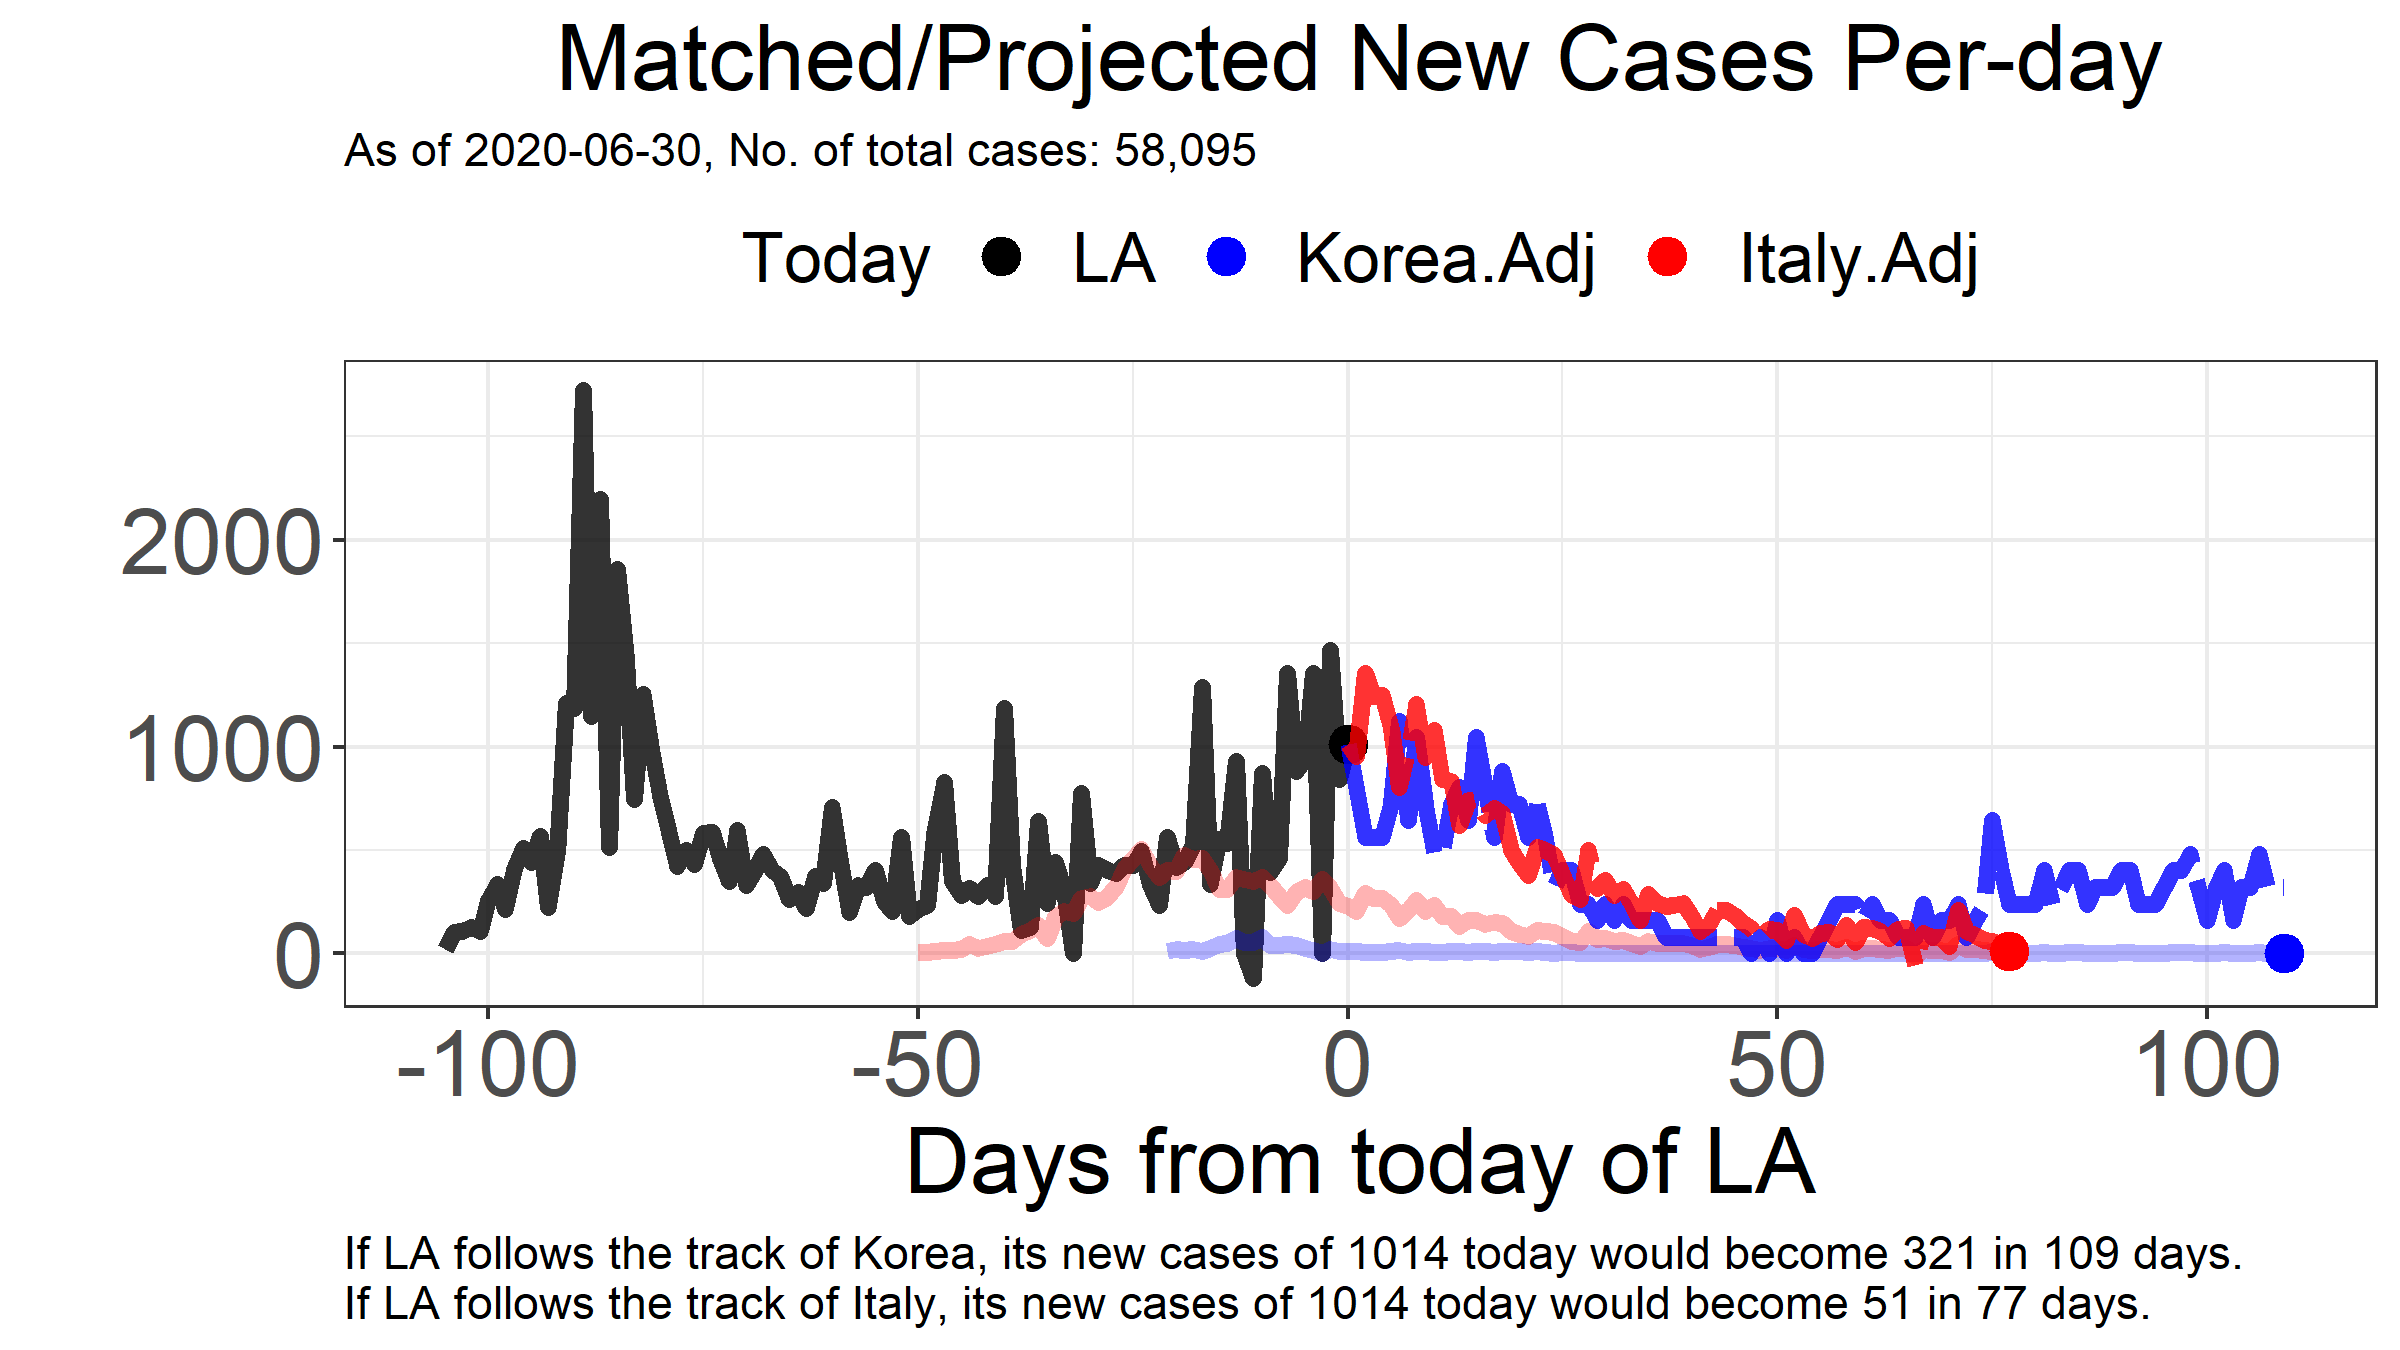 Matched/Projected New Cases Per-day
As of 2020-06-30, No. of total cases: 58,095
Today LA Korea.Adj Italy.Adj
2000
1000
0
-100 -50 0 50 100
Days from today of LA
If LA follows the track of Korea, its new cases of 1014 today would become 321 in 109 days.
If LA follows the track of Italy, its new cases of 1014 today would become 51 in 77 days.